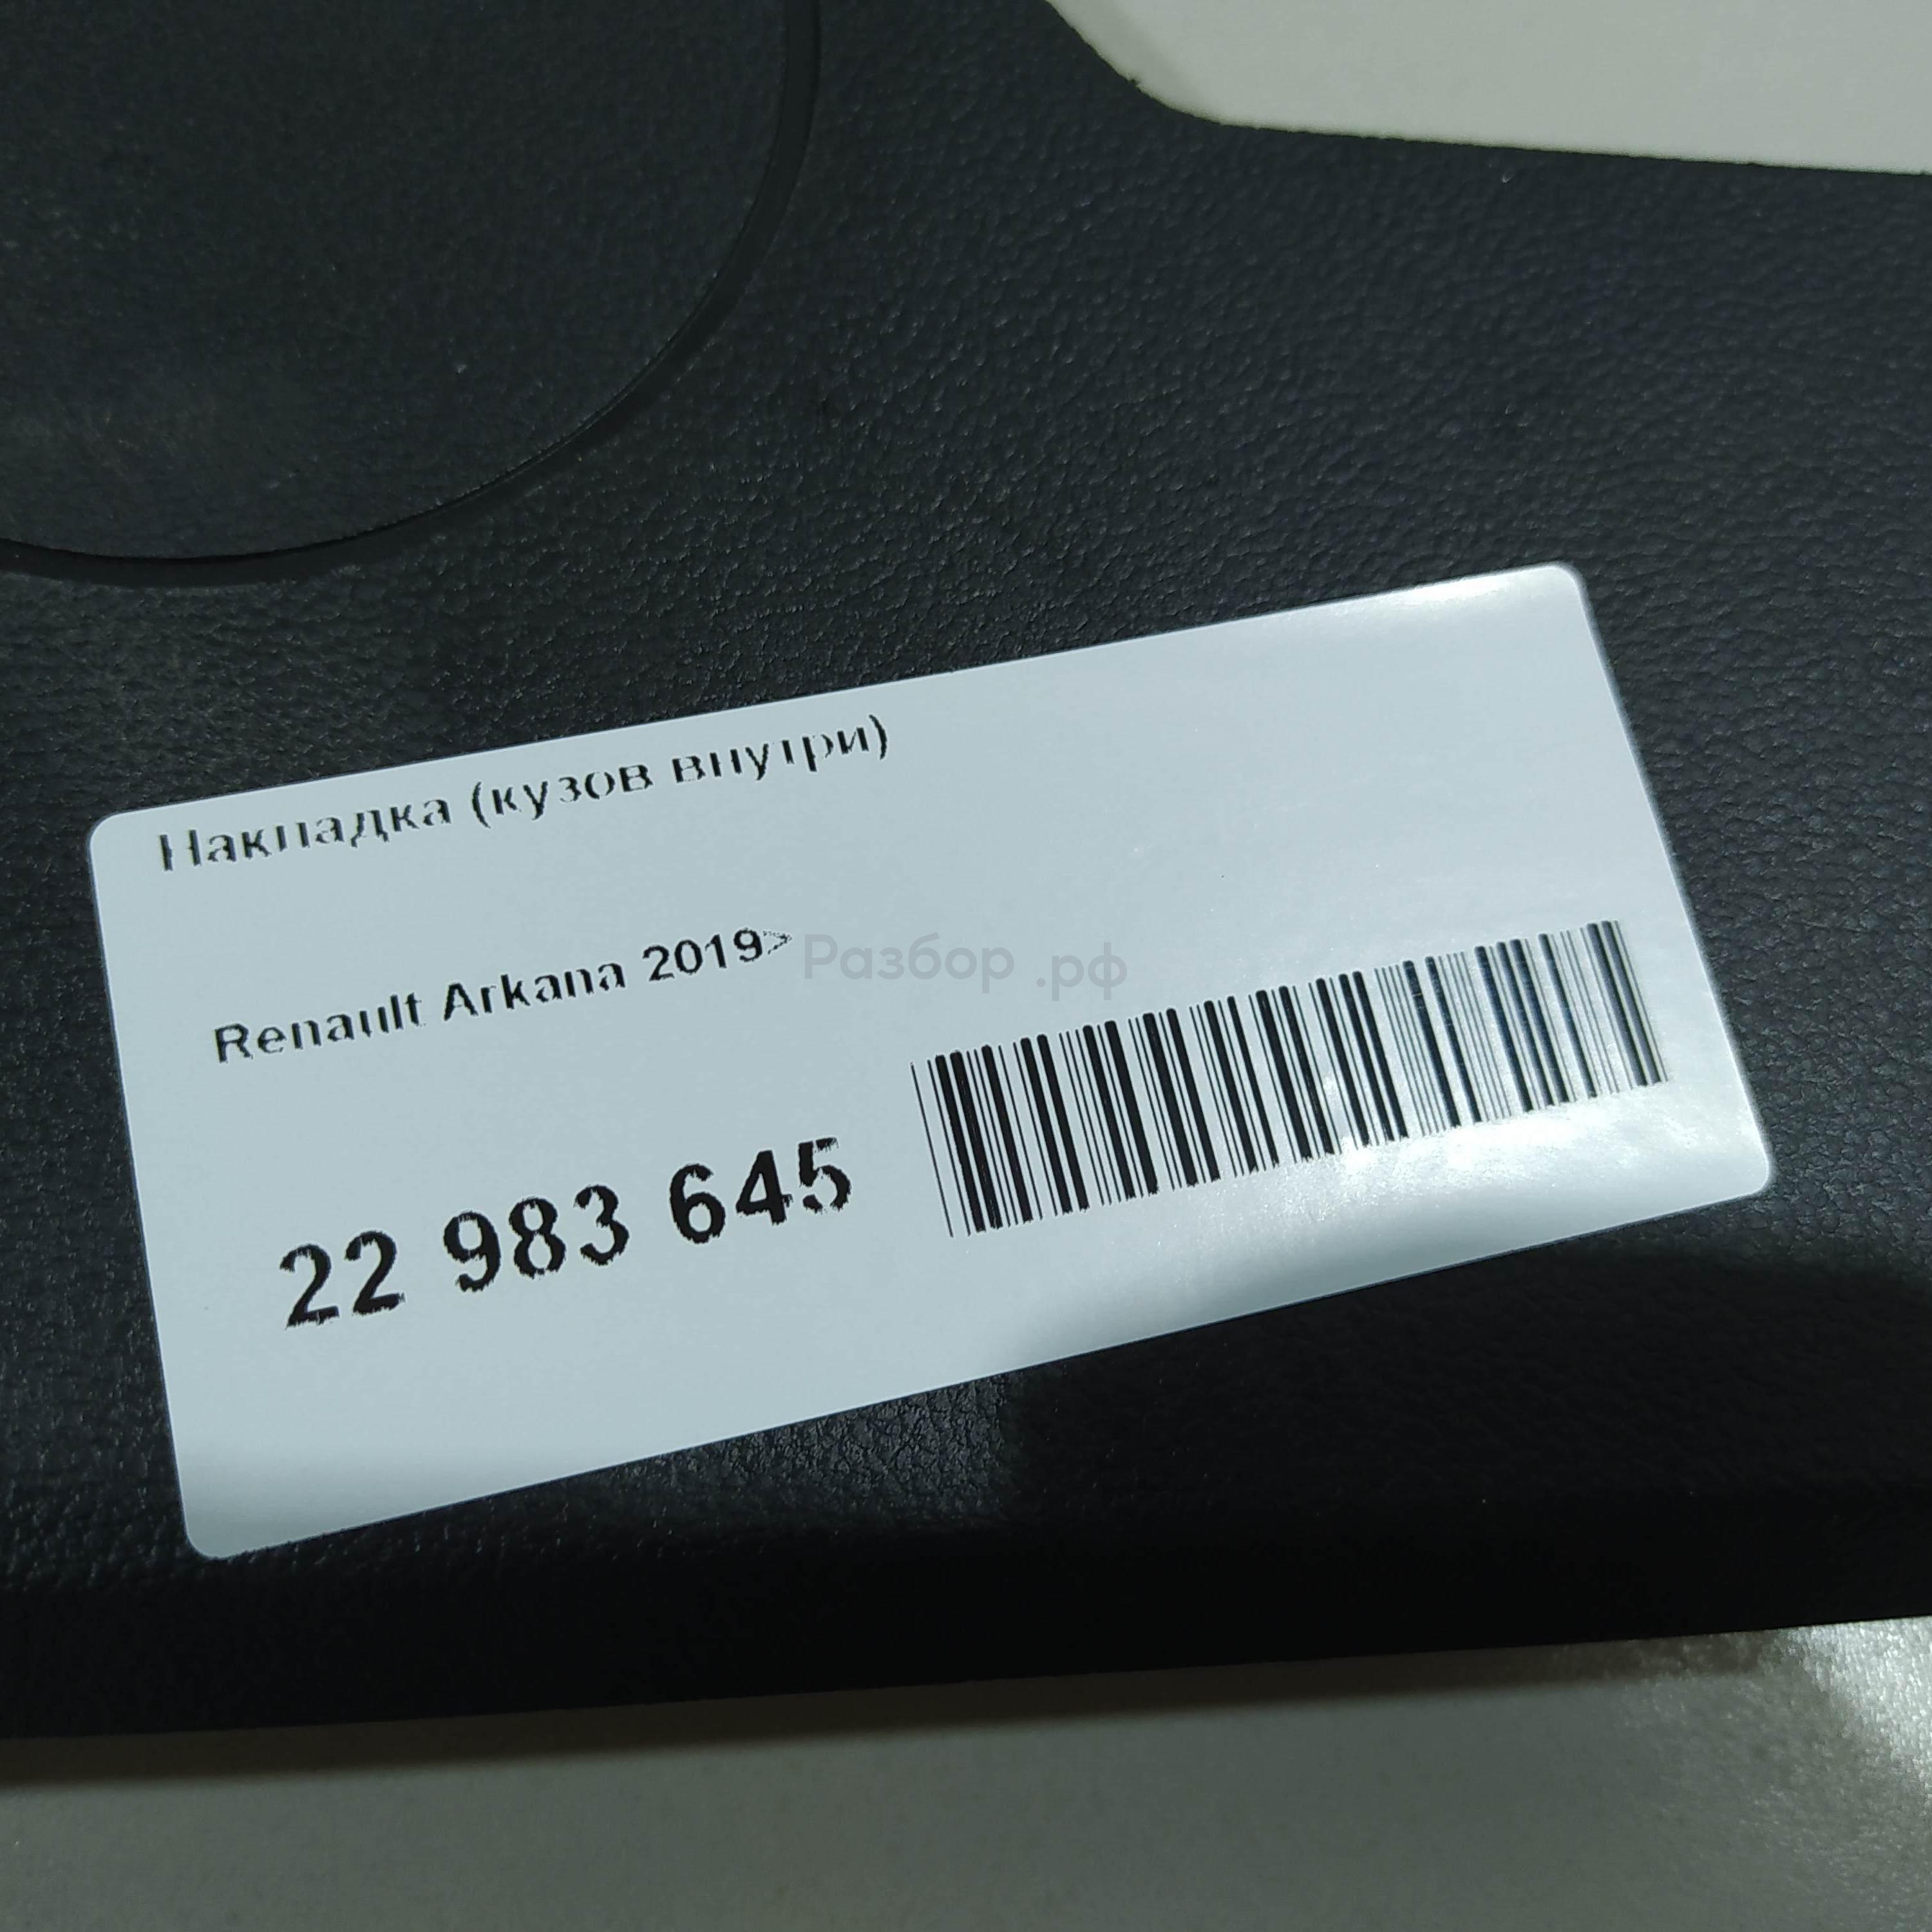 Накладка (кузов внутри)
Renault Arkana 2019>
Разбор.рф
22 983 645